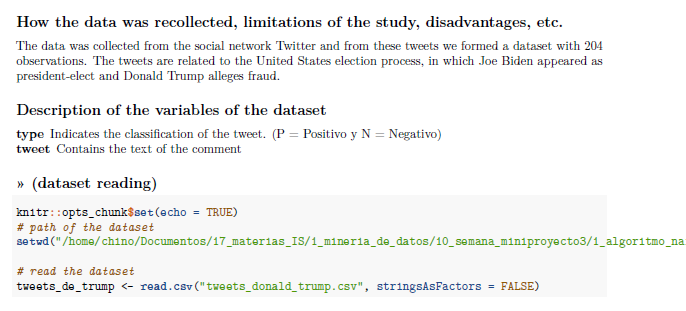 How the data was recollected, limitations of the study, disadvantages, etc.
The data was collected from the social network Twitter and from these tweets we formed a dataset with 204
observations. The tweets are related to the United States election process, in which Joe Biden appeared as
president-elect and Donald Trump alleges fraud.
Description of the variables of the dataset
type Indicates the classification of the tweet. (P = Positivo y N = Negativo)
tweet Contains the text of the comment
» (dataset reading)
knitr::opts_chunk$set(echo = TRUE)
# path of the dataset
setwd("/home/chino/Documentos/17_materias_IS/1_mineria_de_datos/10_semana_miniproyecto3/1_algoritmo_na
# read the dataset
tweets_de_trump <- read.csv("tweets_donald_trump.csv", stringsAsFactors = FALSE)